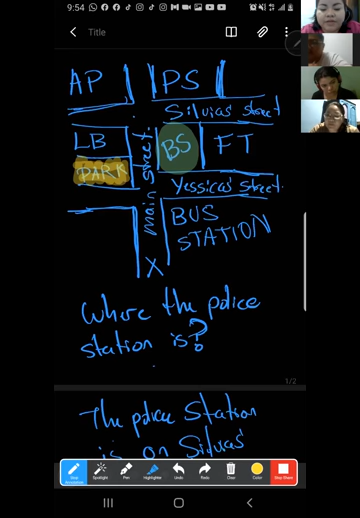 9:54
Title
AP PS
Silvias' street
LB BS FT
PARK
main street.
Yessica's street.
BUS
STATION
X
Where the police
station is?
1/2
The police Station
is on Silvias'
Spotlight Pen Highlighter Undo Redo Clear Color Stop Share